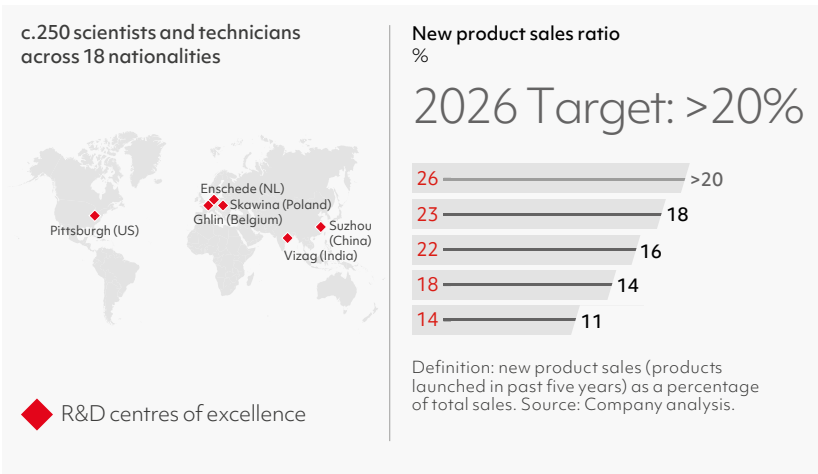 c.250 scientists and technicians
across 18 nationalities
Enschede (NL)
Skawina (Poland)
Ghlin (Belgium)
Pittsburgh (US)
Suzhou
(China)
Vizag (India)
R&D centres of excellence
New product sales ratio
%
2026 Target: >20%
26 >20
23 18
22 16
18 14
14 11
Definition: new product sales (products
launched in past five years) as a percentage
of total sales. Source: Company analysis.